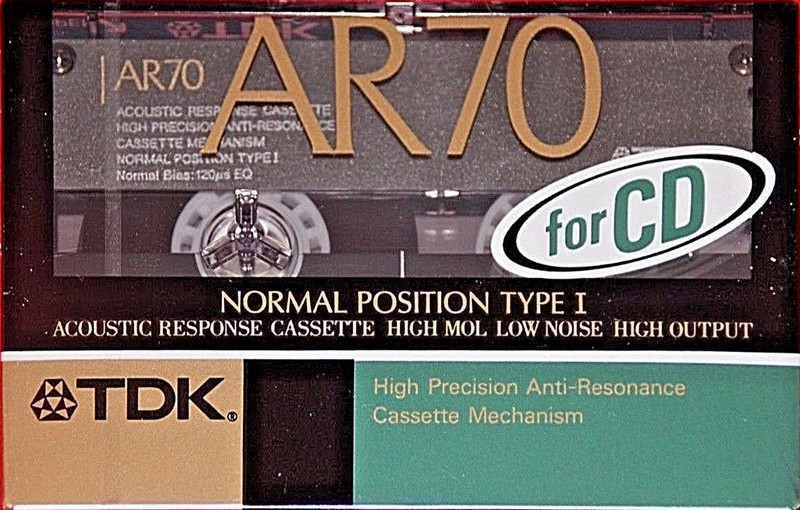 AR70
AR70
ACOUSTIC RESPONSE CASSETTE
HIGH PRECISION ANTI-RESONANCE
CASSETTE MECHANISM
NORMAL POSITION TYPE I
Normal Bias:120μs EQ
for CD
NORMAL POSITION TYPE I
ACOUSTIC RESPONSE CASSETTE HIGH MOL LOW NOISE HIGH OUTPUT
TDK®
High Precision Anti-Resonance
Cassette Mechanism